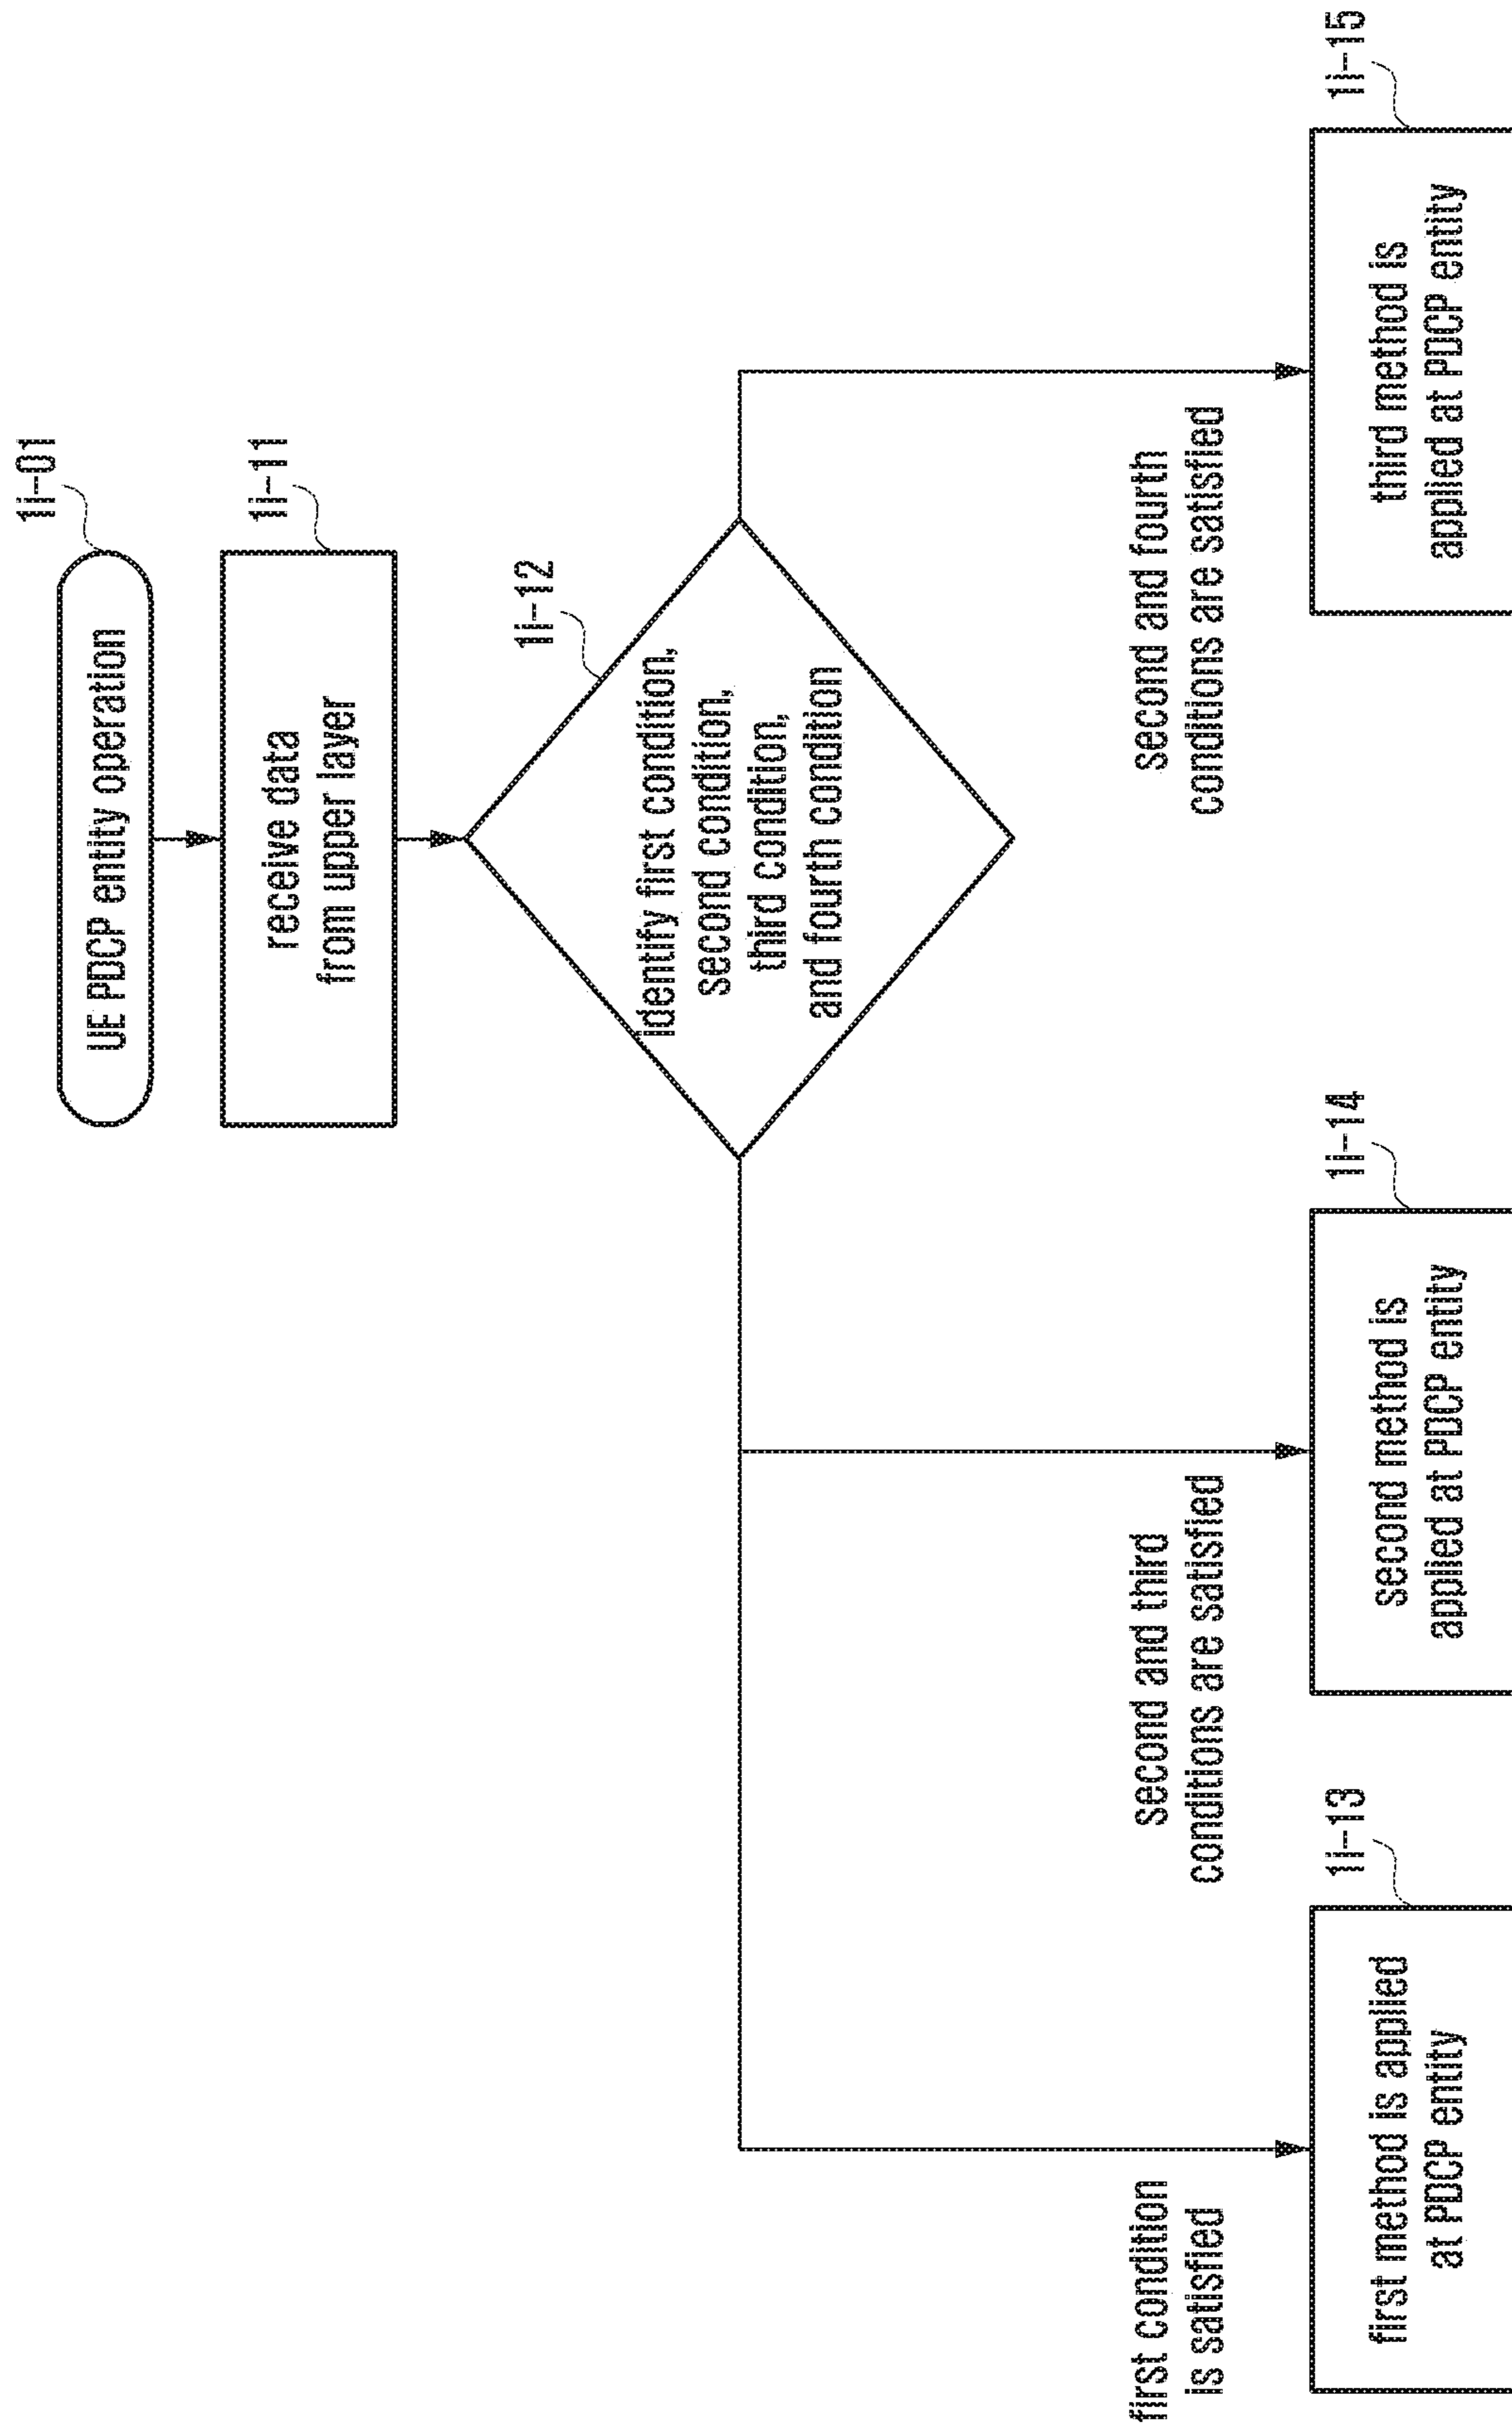 1i-01
UE PDCP entity operation
1i-11
receive data
from upper layer
1i-12
identify first condition,
second condition,
third condition,
and fourth condition
first condition
is satisfied
second and third
conditions are satisfied
second and fourth
conditions are satisfied
1i-13
first method is applied
at PDCP entity
1i-14
second method is
applied at PDCP entity
1i-15
third method is
applied at PDCP entity